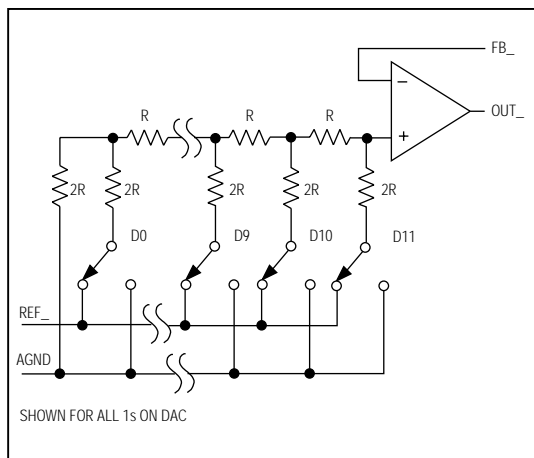 FB_
OUT_
−
+
R R R
2R 2R 2R 2R 2R
D0 D9 D10 D11
REF_
AGND
SHOWN FOR ALL 1s ON DAC